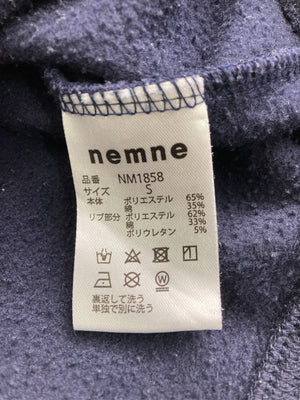 nemne
品番 NM1858
サイズ S
本体 ポリエステル 65%
綿 35%
リブ部分 ポリエステル 62%
綿 33%
ポリウレタン 5%
裏返して洗う
単独で別に洗う